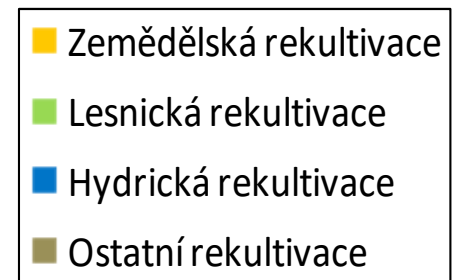 Zemědělská rekultivace
Lesnická rekultivace
Hydrická rekultivace
Ostatní rekultivace